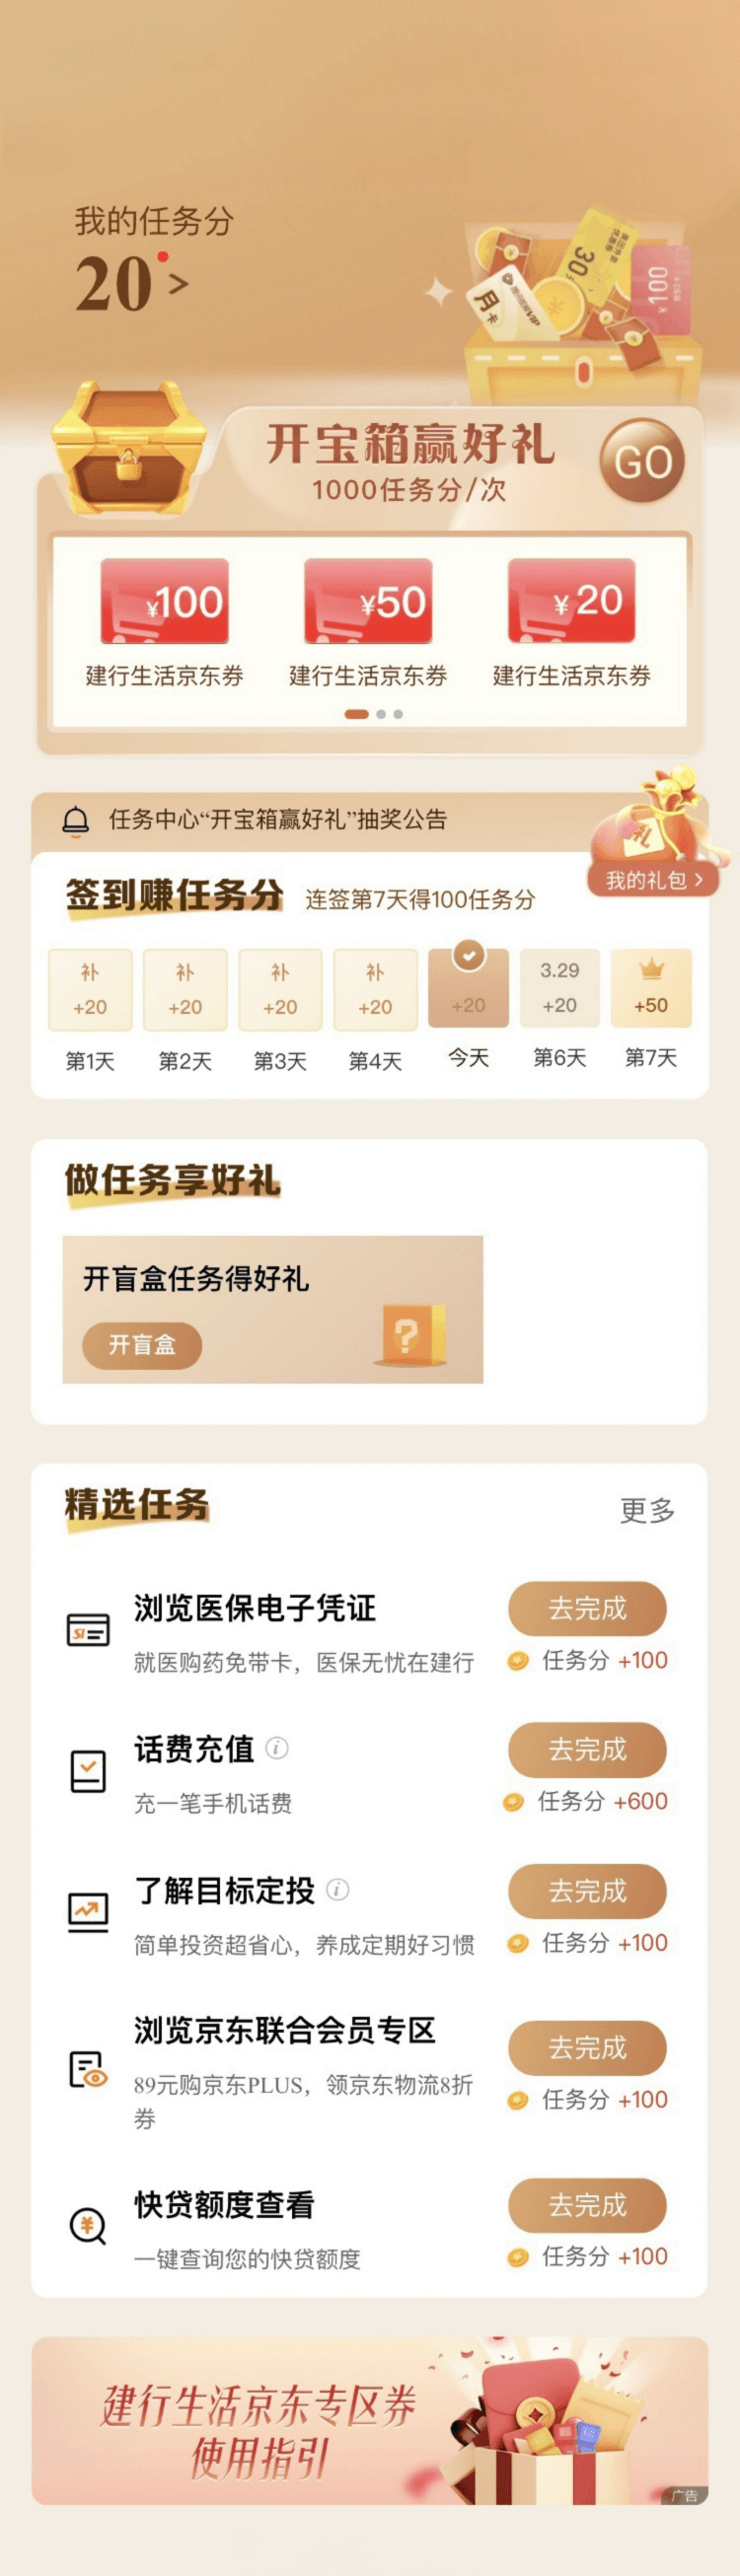 我的任务分
20 >
30
¥100
月卡
VIP
开宝箱赢好礼
GO
1000任务分/次
¥100
¥50
¥20
建行生活京东券
建行生活京东券
建行生活京东券
任务中心“开宝箱赢好礼”抽奖公告
礼
我的礼包 >
签到赚任务分 连签第7天得100任务分
补 补 补 补 3.29
+20 +20 +20 +20 +20 +20 +50
第1天 第2天 第3天 第4天 今天 第6天 第7天
做任务享好礼
开盲盒任务得好礼
开盲盒
?
精选任务
更多
浏览医保电子凭证
去完成
就医购药免带卡，医保无忧在建行
任务分 +100
话费充值
去完成
充一笔手机话费
任务分 +600
了解目标定投
去完成
简单投资超省心，养成定期好习惯
任务分 +100
浏览京东联合会员专区
去完成
89元购京东PLUS，领京东物流8折
券
任务分 +100
快贷额度查看
去完成
一键查询您的快贷额度
任务分 +100
建行生活京东专区券
使用指引
广告